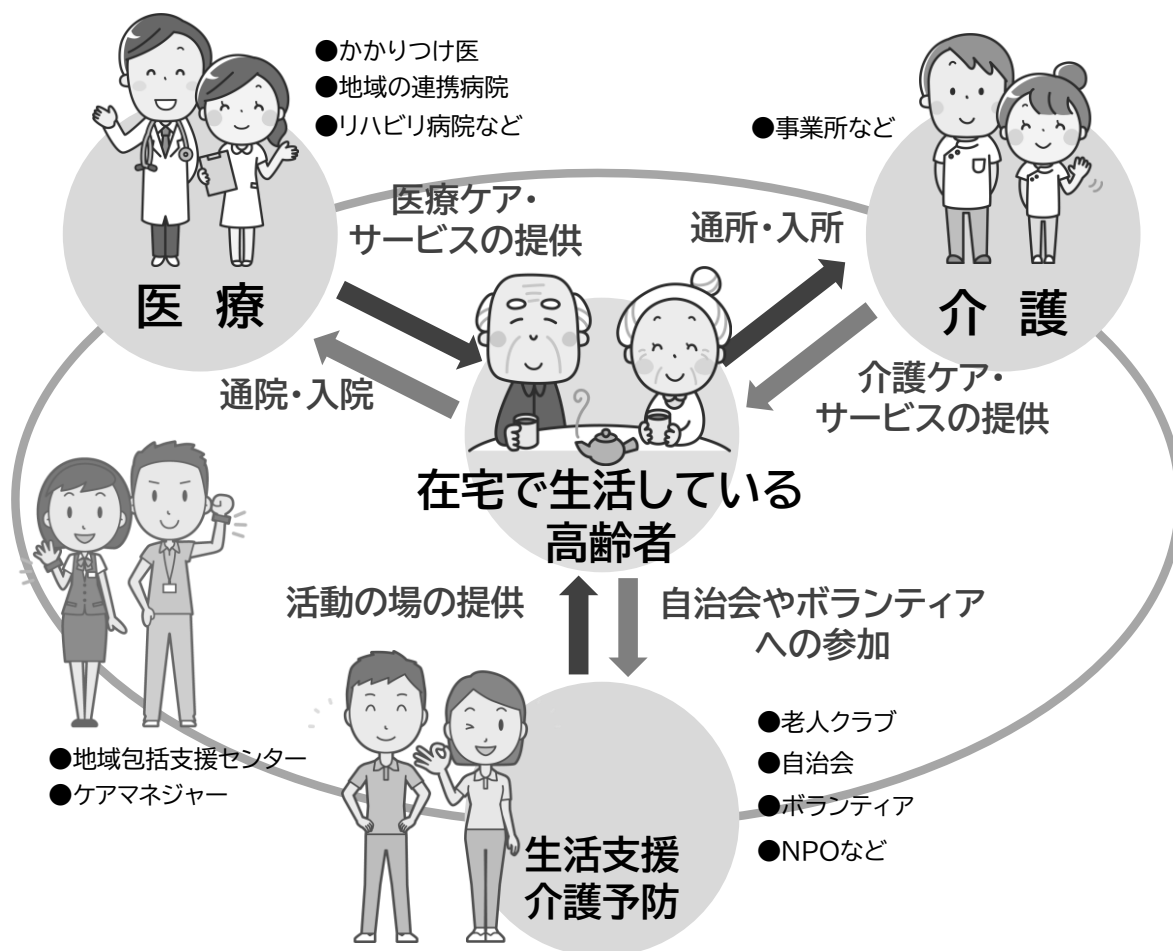 ●かかりつけ医
●地域の連携病院
●リハビリ病院など
●事業所など
医療ケア・
サービスの提供
通所・入所
医 療
介 護
通院・入院
介護ケア・
サービスの提供
在宅で生活している
高齢者
活動の場の提供
自治会やボランティア
への参加
●地域包括支援センター
●ケアマネジャー
●老人クラブ
●自治会
●ボランティア
●NPOなど
生活支援
介護予防